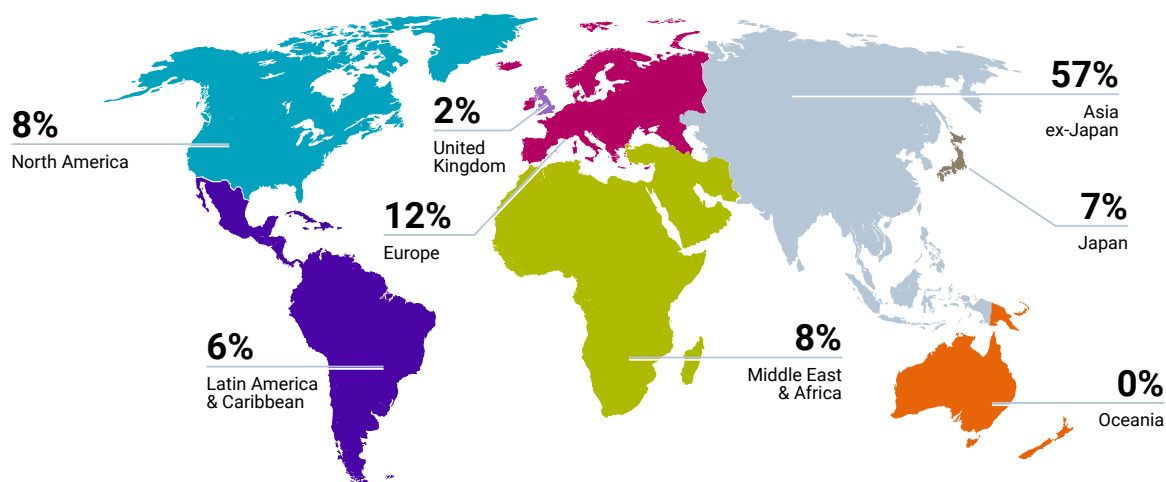 57%
Asia
ex-Japan
2%
United
Kingdom
8%
North America
7%
Japan
12%
Europe
6%
Latin America
& Caribbean
8%
Middle East
& Africa
0%
Oceania